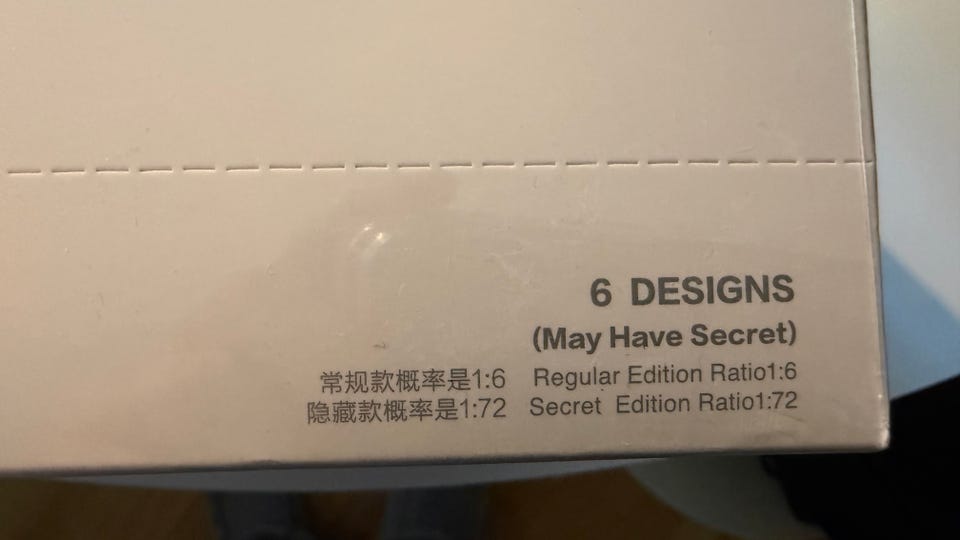 6 DESIGNS
(May Have Secret)
常规款概率是1:6 Regular Edition Ratio1:6
隐藏款概率是1:72 Secret Edition Ratio1:72